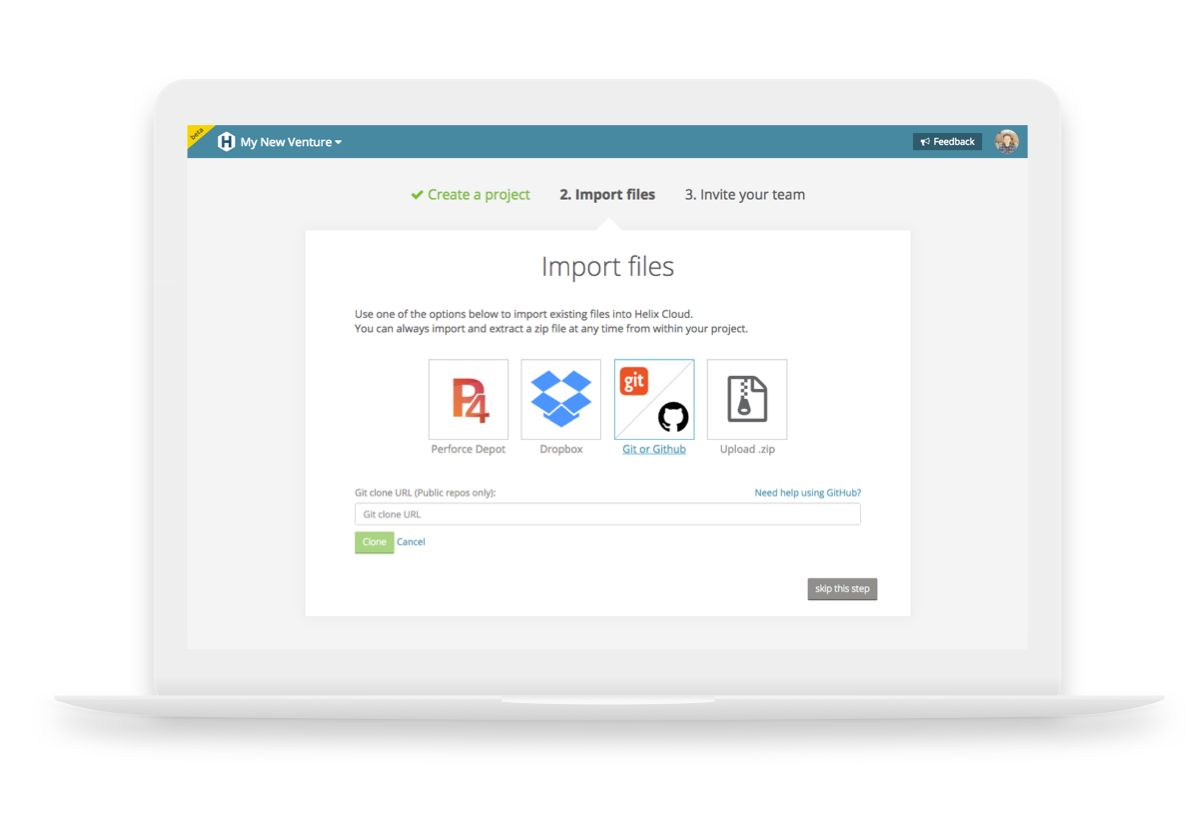 beta
H My New Venture
Feedback
Create a project
2. Import files
3. Invite your team
Import files
Use one of the options below to import existing files into Helix Cloud.
You can always import and extract a zip file at any time from within your project.
P4
git
Perforce Depot
Dropbox
Git or Github
Upload .zip
Git clone URL (Public repos only):
Need help using GitHub?
Git clone URL
Clone
Cancel
skip this step